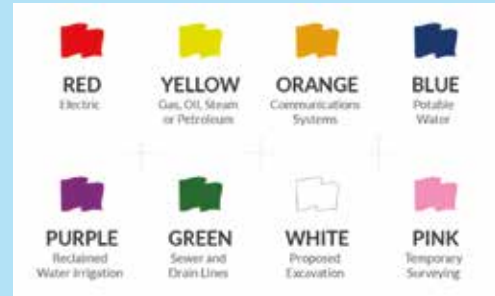 RED
Electric
YELLOW
Gas, Oil, Steam
or Petroleum
ORANGE
Communications
Systems
BLUE
Potable
Water
PURPLE
Reclaimed
Water Irrigation
GREEN
Sewer and
Drain Lines
WHITE
Proposed
Excavation
PINK
Temporary
Surveying